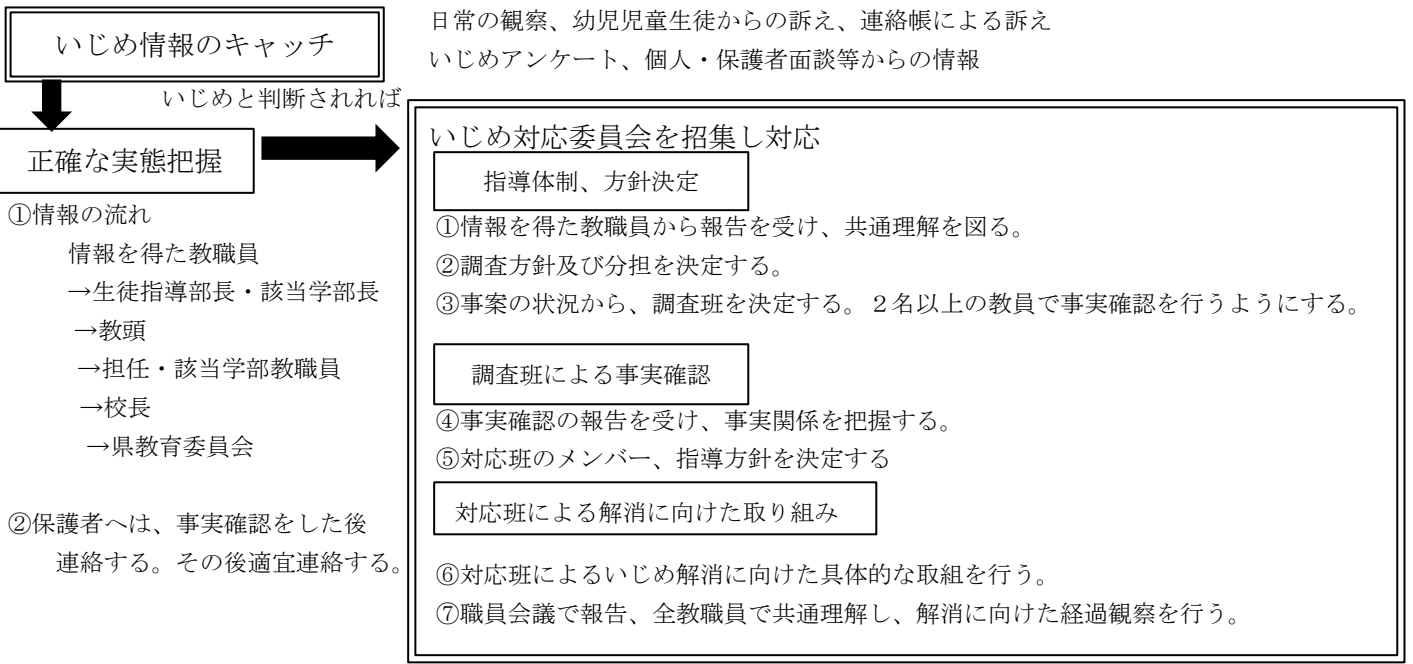 いじめ情報のキャッチ
日常の観察、幼児児童生徒からの訴え、連絡帳による訴え
いじめアンケート、個人・保護者面談等からの情報
いじめと判断されれば
正確な実態把握
①情報の流れ
情報を得た教職員
→生徒指導部長・該当学部長
→教頭
→担任・該当学部教職員
→校長
→県教育委員会
②保護者へは、事実確認をした後
連絡する。その後適宜連絡する。
いじめ対応委員会を招集し対応
指導体制、方針決定
①情報を得た教職員から報告を受け、共通理解を図る。
②調査方針及び分担を決定する。
③事案の状況から、調査班を決定する。２名以上の教員で事実確認を行うようにする。
調査班による事実確認
④事実確認の報告を受け、事実関係を把握する。
⑤対応班のメンバー、指導方針を決定する
対応班による解消に向けた取り組み
⑥対応班によるいじめ解消に向けた具体的な取組を行う。
⑦職員会議で報告、全教職員で共通理解し、解消に向けた経過観察を行う。